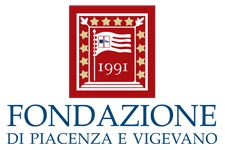 1991
FONDAZIONE
DI PIACENZA E VIGEVANO